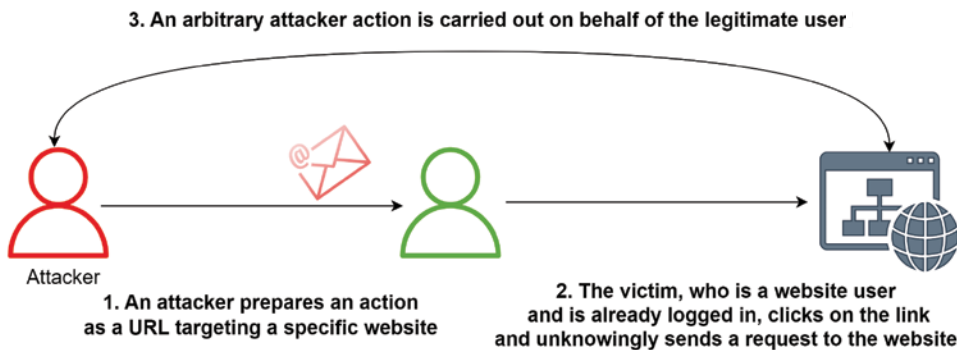 3. An arbitrary attacker action is carried out on behalf of the legitimate user
@
Attacker
1. An attacker prepares an action
as a URL targeting a specific website
2. The victim, who is a website user
and is already logged in, clicks on the link
and unknowingly sends a request to the website